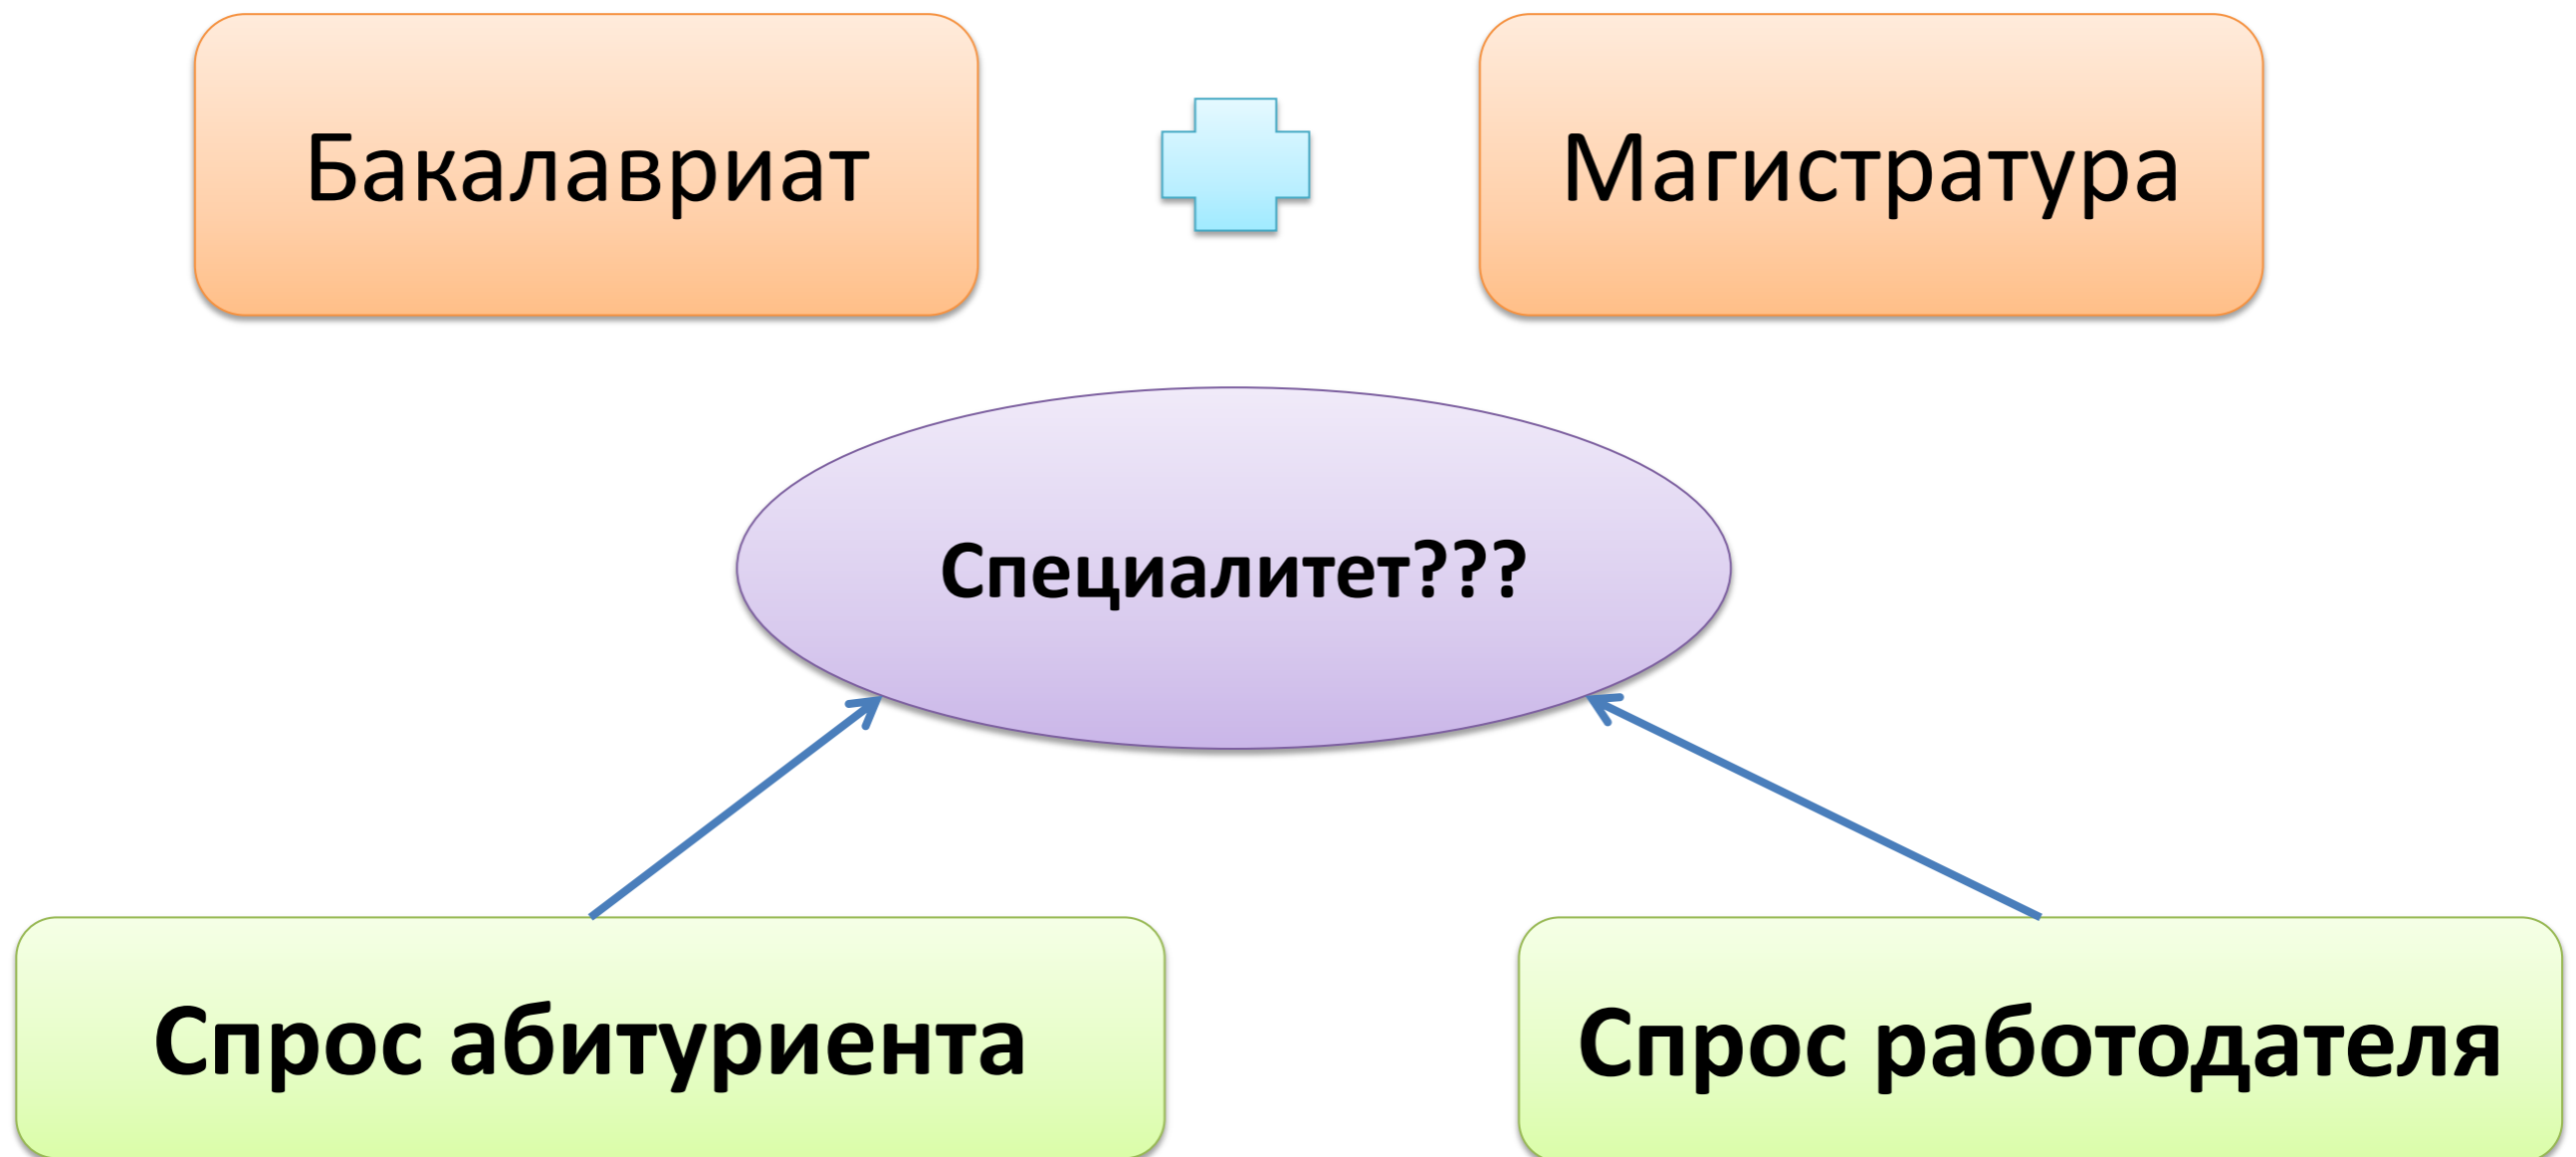 Бакалавриат
Магистратура
Специалитет???
Спрос абитуриента
Спрос работодателя